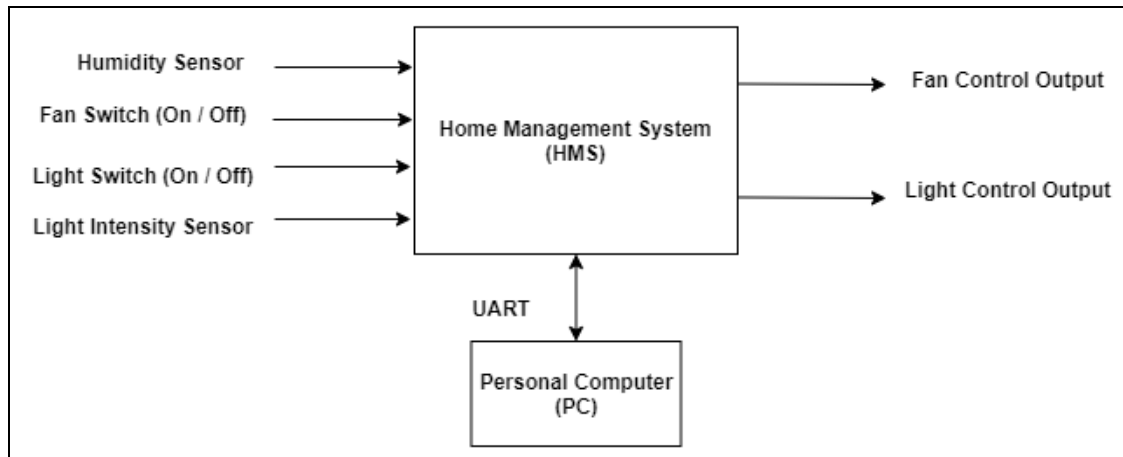 Humidity Sensor
Fan Switch (On / Off)
Light Switch (On / Off)
Light Intensity Sensor
Home Management System
(HMS)
Fan Control Output
Light Control Output
UART
Personal Computer
(PC)